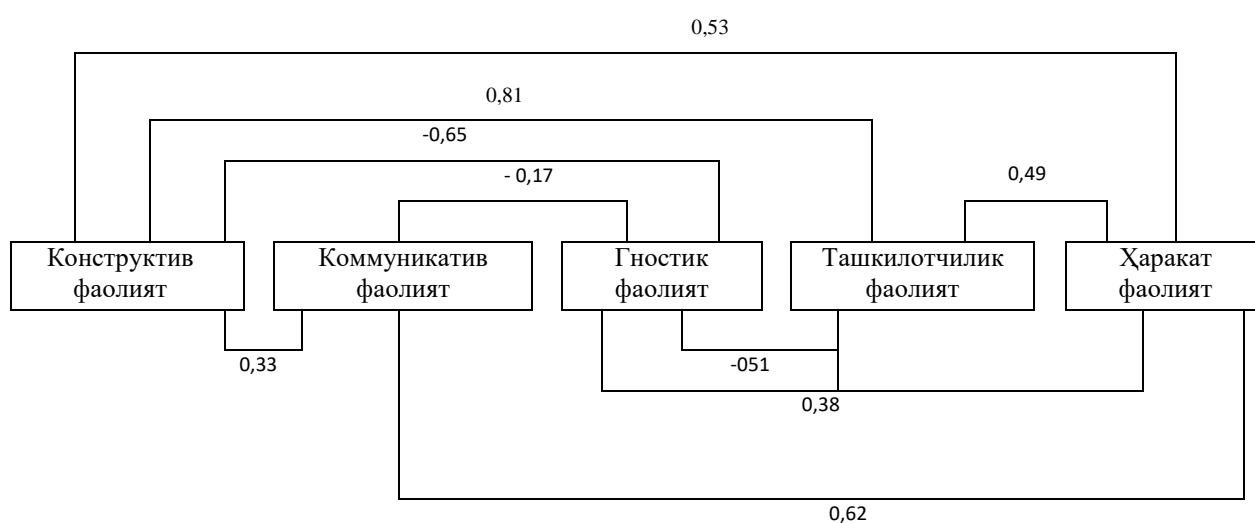 0,53
0,81
-0,65
- 0,17
0,49
Конструктив
фаолият
Коммуникатив
фаолият
Гностик
фаолият
Ташкилотчилик
фаолият
Ҳаракат
фаолият
0,33
-051
0,38
0,62